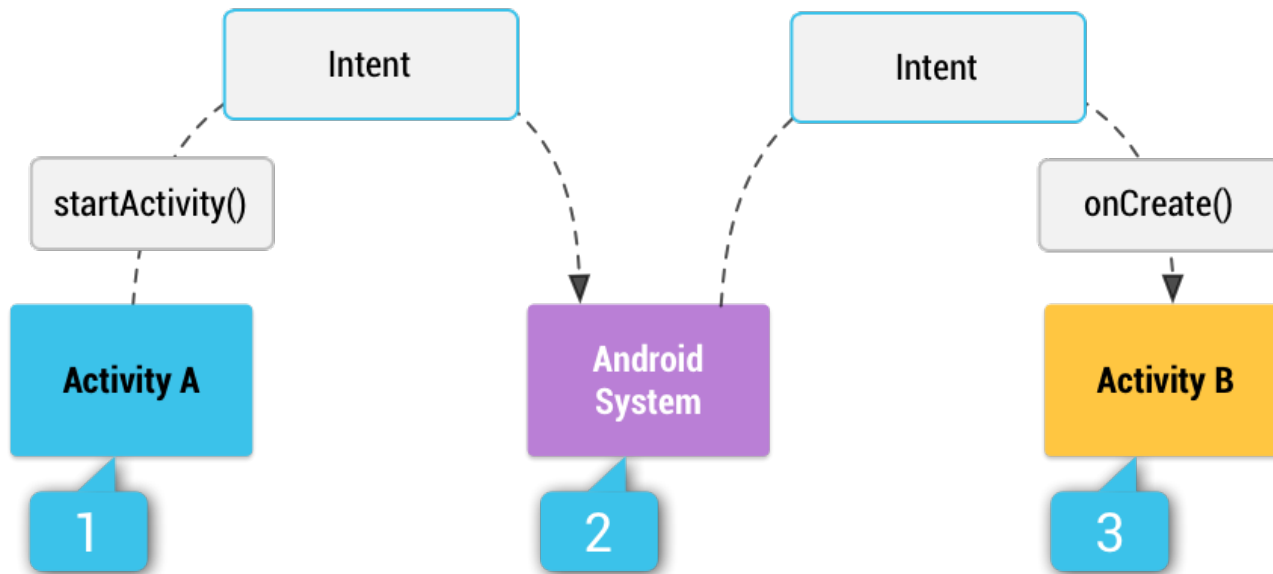 Intent
Intent
startActivity()
onCreate()
Activity A
Android
System
Activity B
1
2
3